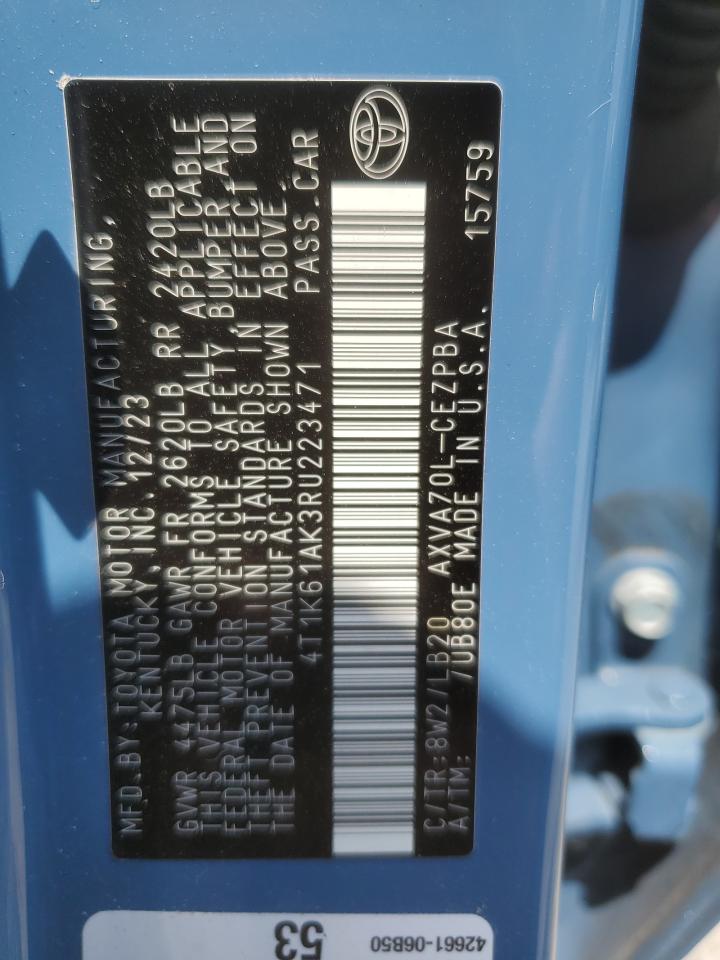 MFD. BY: TOYOTA MOTOR MANUFACTURING,
KENTUCKY, INC. 12/23
GVWR 4475LB GAWR FR 2620LB RR 2420LB
THIS VEHICLE CONFORMS TO ALL APPLICABLE
FEDERAL MOTOR VEHICLE SAFETY, BUMPER, AND
THEFT PREVENTION STANDARDS IN EFFECT ON
THE DATE OF MANUFACTURE SHOWN ABOVE.
4T1K61AK3RU223471 PASS.CAR
C/TR:8W2/LB20 AXVA70L-CEZPBA 15759
A/TM: /UB80E MADE IN U.S.A.
53
42661-06B50